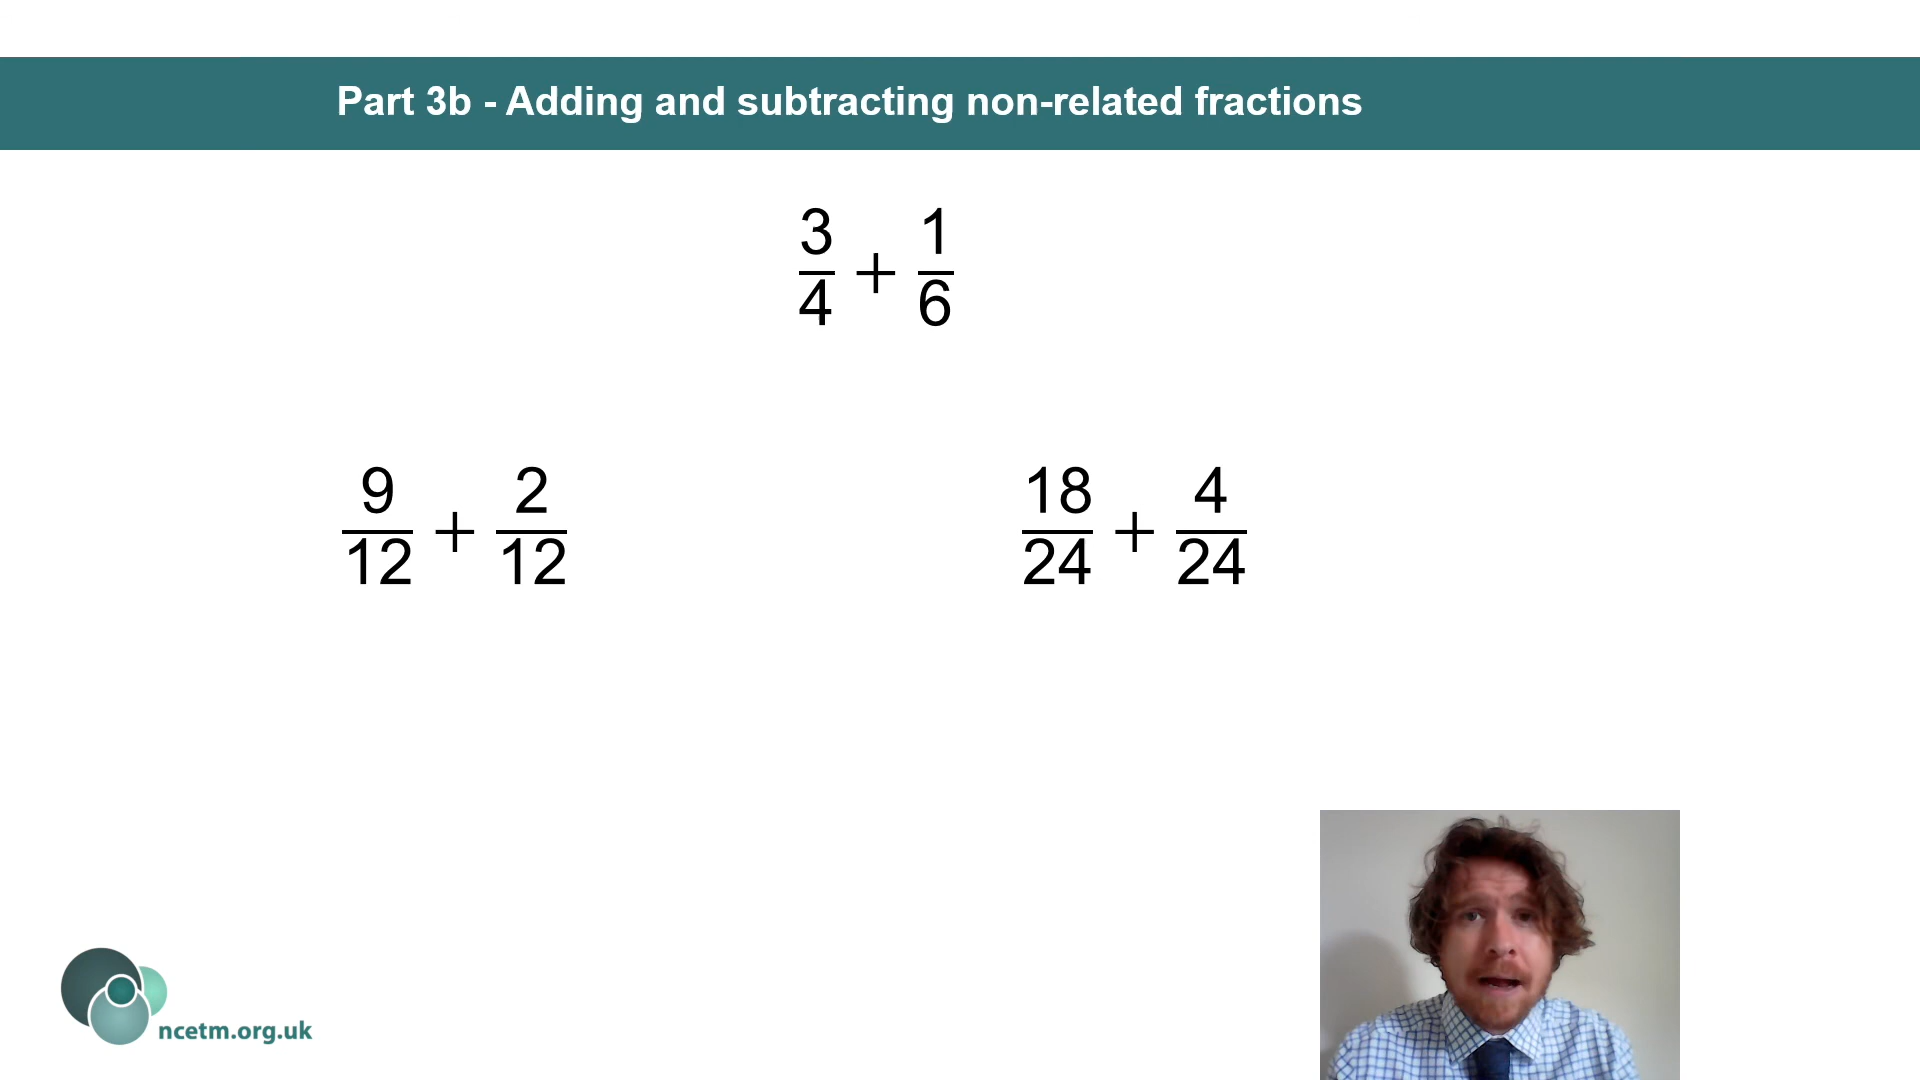 Part 3b - Adding and subtracting non-related fractions
3/4 + 1/6
9/12 + 2/12
18/24 + 4/24
ncetm.org.uk